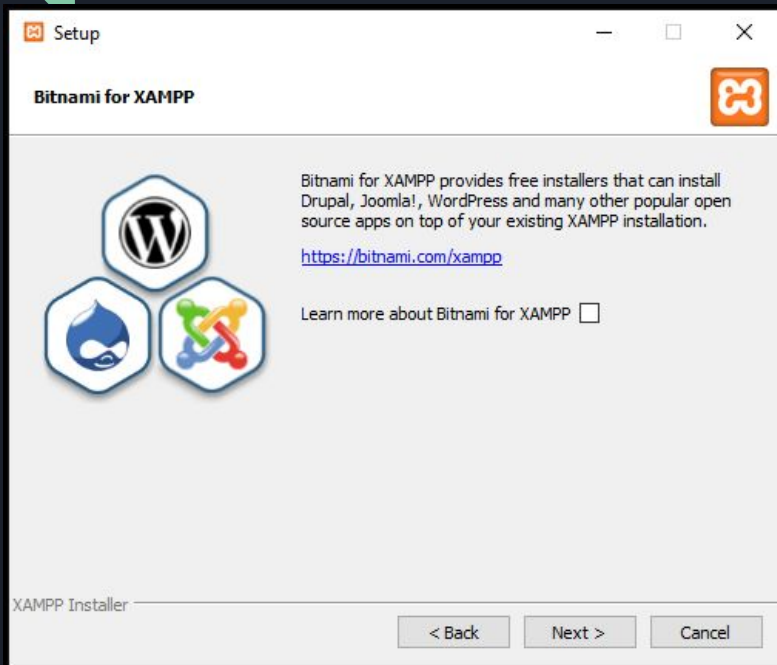 Setup
Bitnami for XAMPP
Bitnami for XAMPP provides free installers that can install
Drupal, Joomla!, WordPress and many other popular open
source apps on top of your existing XAMPP installation.
https://bitnami.com/xampp
Learn more about Bitnami for XAMPP
XAMPP Installer
< Back Next > Cancel